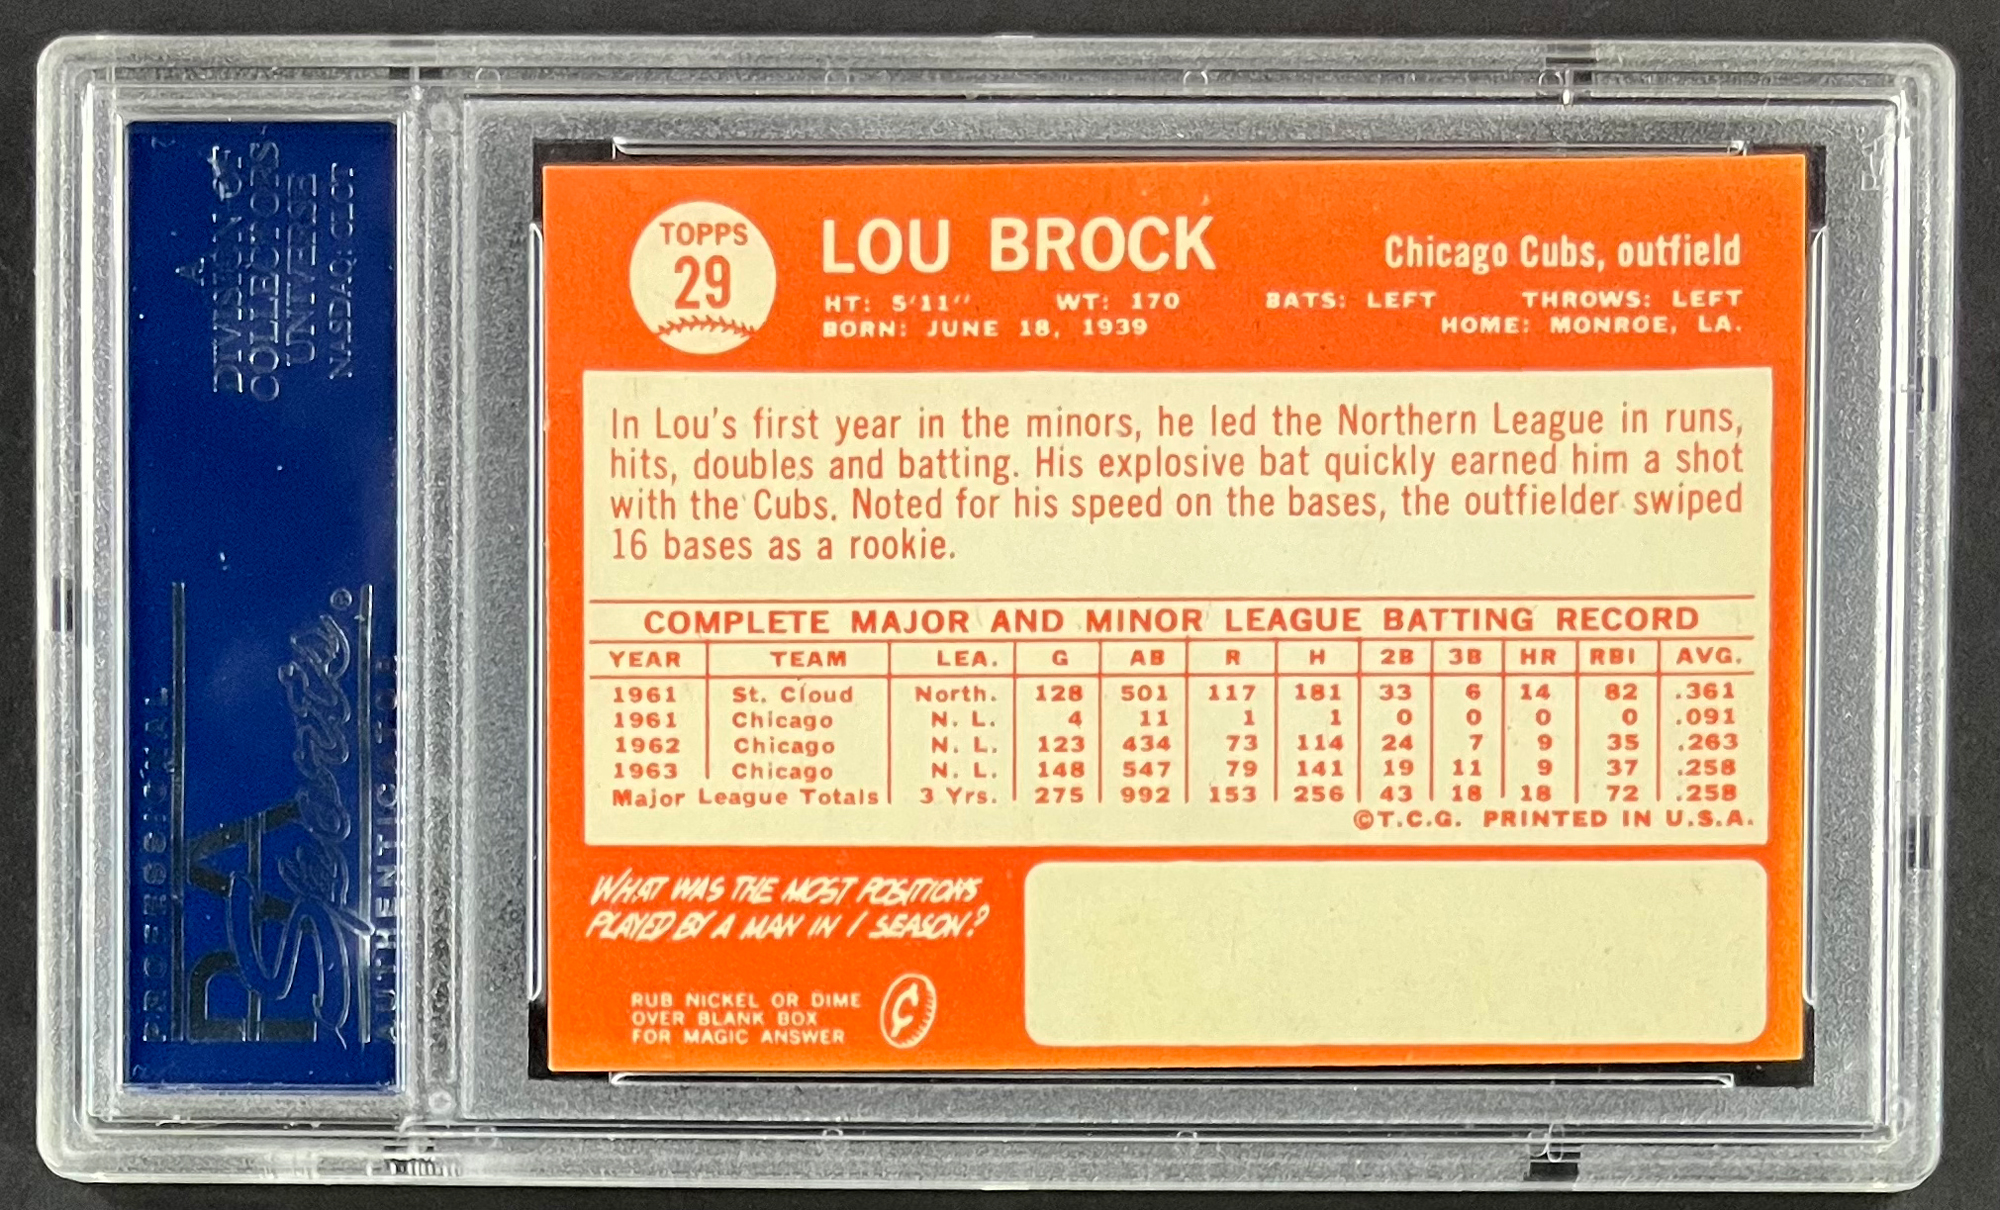 A
DIVISION OF
COLLECTORS
UNIVERSE
NASDAQ: CLCT
PROFESSIONAL
PSA
Sports®
AUTHENTICATOR
TOPPS
29
LOU BROCK
Chicago Cubs, outfield
HT: 5'11" WT: 170 BATS: LEFT THROWS: LEFT
BORN: JUNE 18, 1939 HOME: MONROE, LA.
In Lou's first year in the minors, he led the Northern League in runs,
hits, doubles and batting. His explosive bat quickly earned him a shot
with the Cubs. Noted for his speed on the bases, the outfielder swiped
16 bases as a rookie.
COMPLETE MAJOR AND MINOR LEAGUE BATTING RECORD
YEAR TEAM LEA. G AB R H 2B 3B HR RBI AVG.
1961 St. Cloud North. 128 501 117 181 33 6 14 82 .361
1961 Chicago N. L. 4 11 1 1 0 0 0 0 .091
1962 Chicago N. L. 123 434 73 114 24 7 9 35 .263
1963 Chicago N. L. 148 547 79 141 19 11 9 37 .258
Major League Totals 3 Yrs. 275 992 153 256 43 18 18 72 .258
©T.C.G. PRINTED IN U.S.A.
WHAT WAS THE MOST POSITIONS
PLAYED BY A MAN IN 1 SEASON?
RUB NICKEL OR DIME
OVER BLANK BOX
FOR MAGIC ANSWER